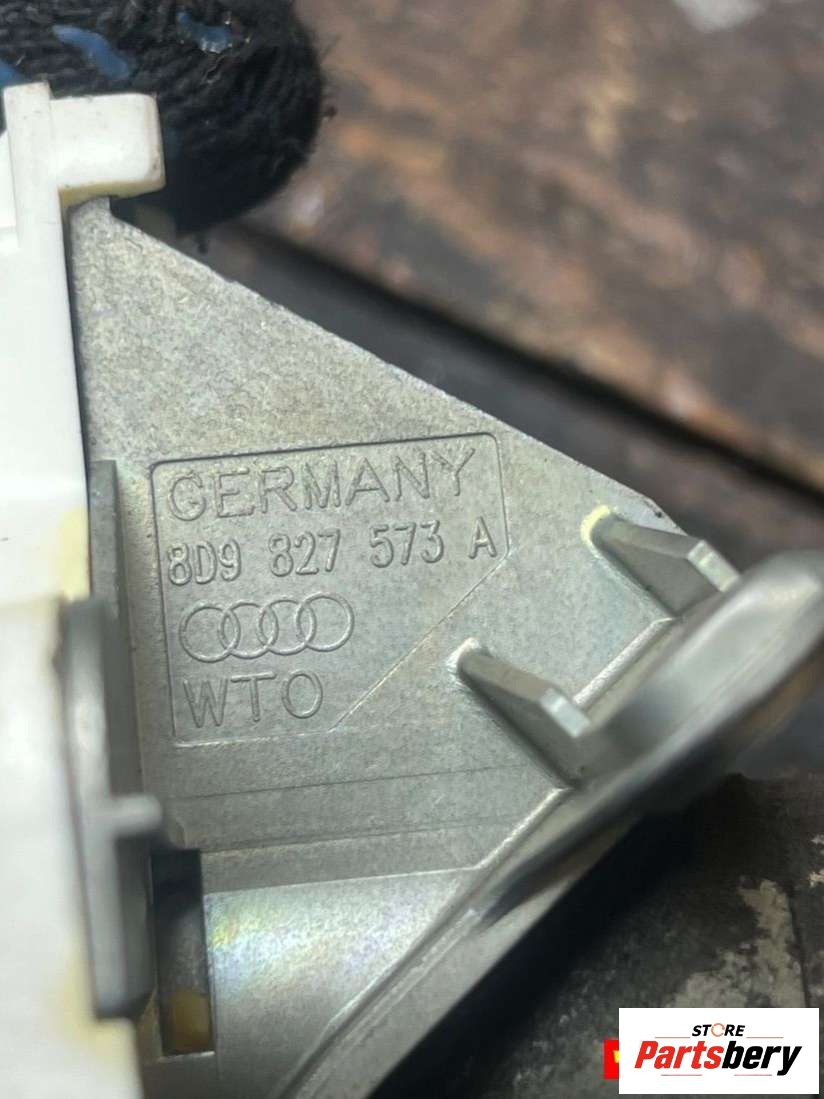 GERMANY
8D9 827 573 A
WTO
STORE
Partsbery